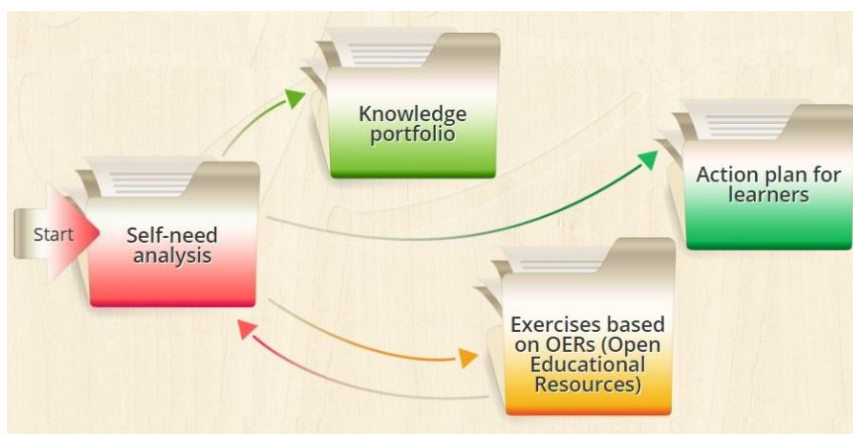 Knowledge
portfolio
Action plan for
learners
Start
Self-need
analysis
Exercises based
on OERs (Open
Educational
Resources)